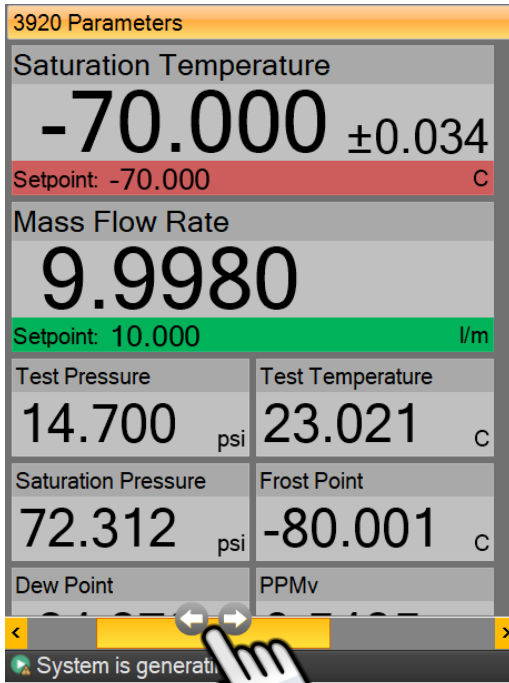 3920 Parameters
Saturation Temperature
-70.000 ±0.034
Setpoint: -70.000 C
Mass Flow Rate
9.9980
Setpoint: 10.000 l/m
Test Pressure Test Temperature
14.700 psi 23.021 C
Saturation Pressure Frost Point
72.312 psi -80.001 C
Dew Point PPMv
System is